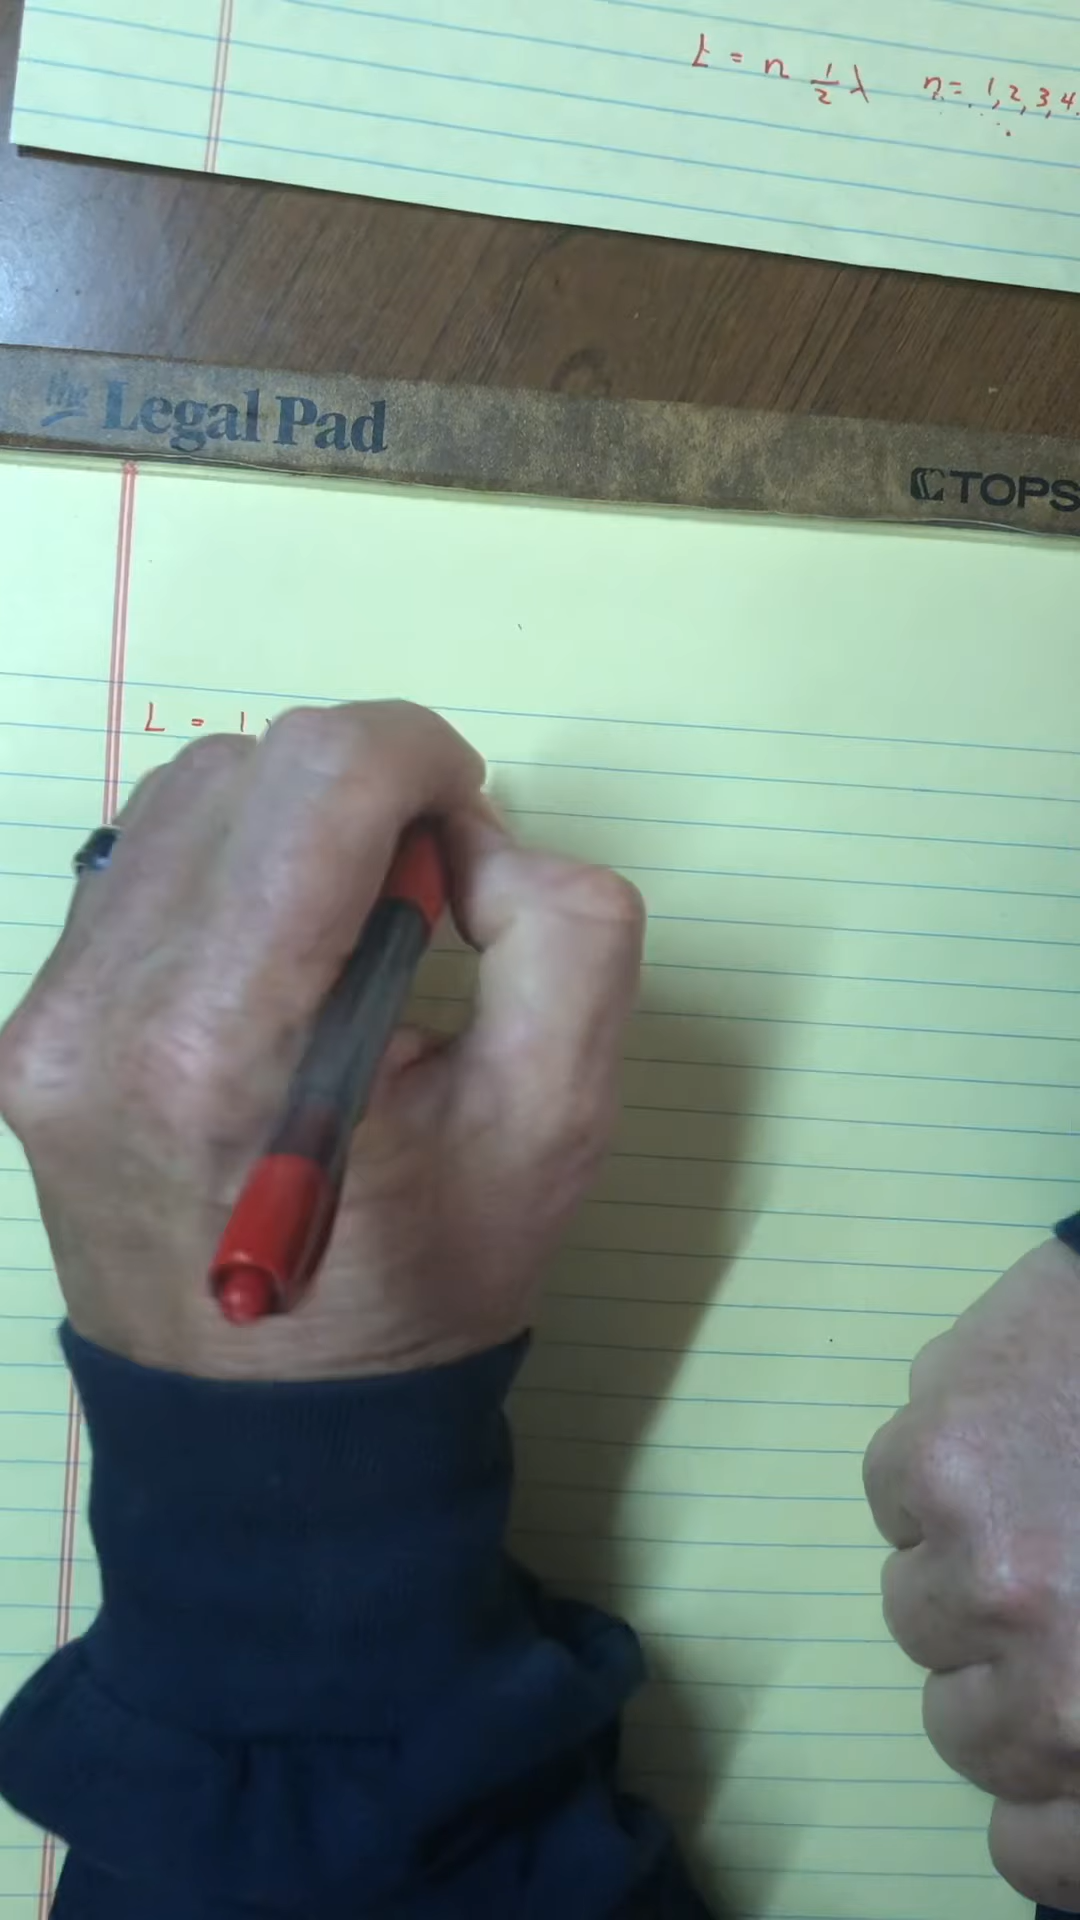 L = n 1/2 λ n = 1, 2, 3, 4
the Legal Pad
TOPS
L = 1